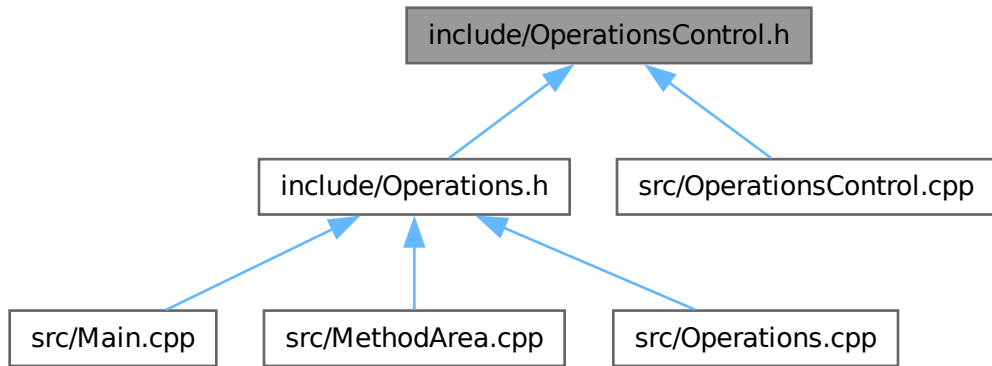 include/OperationsControl.h
include/Operations.h
src/OperationsControl.cpp
src/Main.cpp
src/MethodArea.cpp
src/Operations.cpp